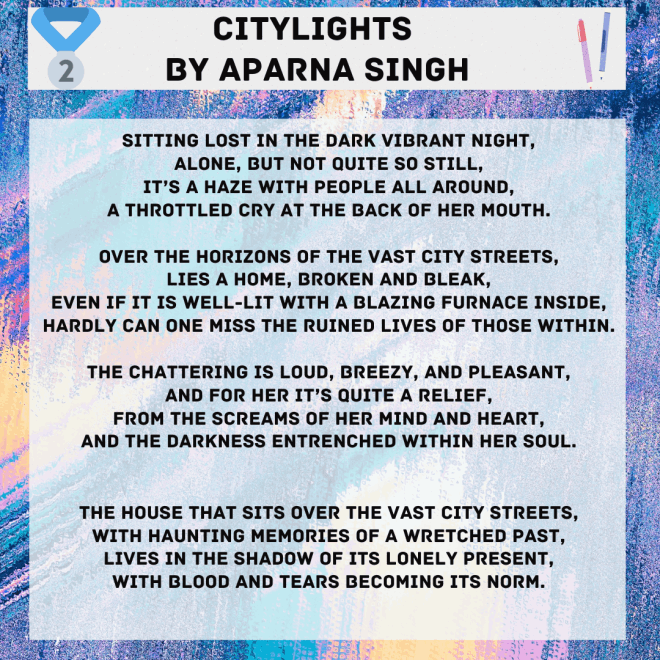 CITYLIGHTS
BY APARNA SINGH
2
SITTING LOST IN THE DARK VIBRANT NIGHT,
ALONE, BUT NOT QUITE SO STILL,
IT'S A HAZE WITH PEOPLE ALL AROUND,
A THROTTLED CRY AT THE BACK OF HER MOUTH.
OVER THE HORIZONS OF THE VAST CITY STREETS,
LIES A HOME, BROKEN AND BLEAK,
EVEN IF IT IS WELL-LIT WITH A BLAZING FURNACE INSIDE,
HARDLY CAN ONE MISS THE RUINED LIVES OF THOSE WITHIN.
THE CHATTERING IS LOUD, BREEZY, AND PLEASANT,
AND FOR HER IT'S QUITE A RELIEF,
FROM THE SCREAMS OF HER MIND AND HEART,
AND THE DARKNESS ENTRENCHED WITHIN HER SOUL.
THE HOUSE THAT SITS OVER THE VAST CITY STREETS,
WITH HAUNTING MEMORIES OF A WRETCHED PAST,
LIVES IN THE SHADOW OF ITS LONELY PRESENT,
WITH BLOOD AND TEARS BECOMING ITS NORM.